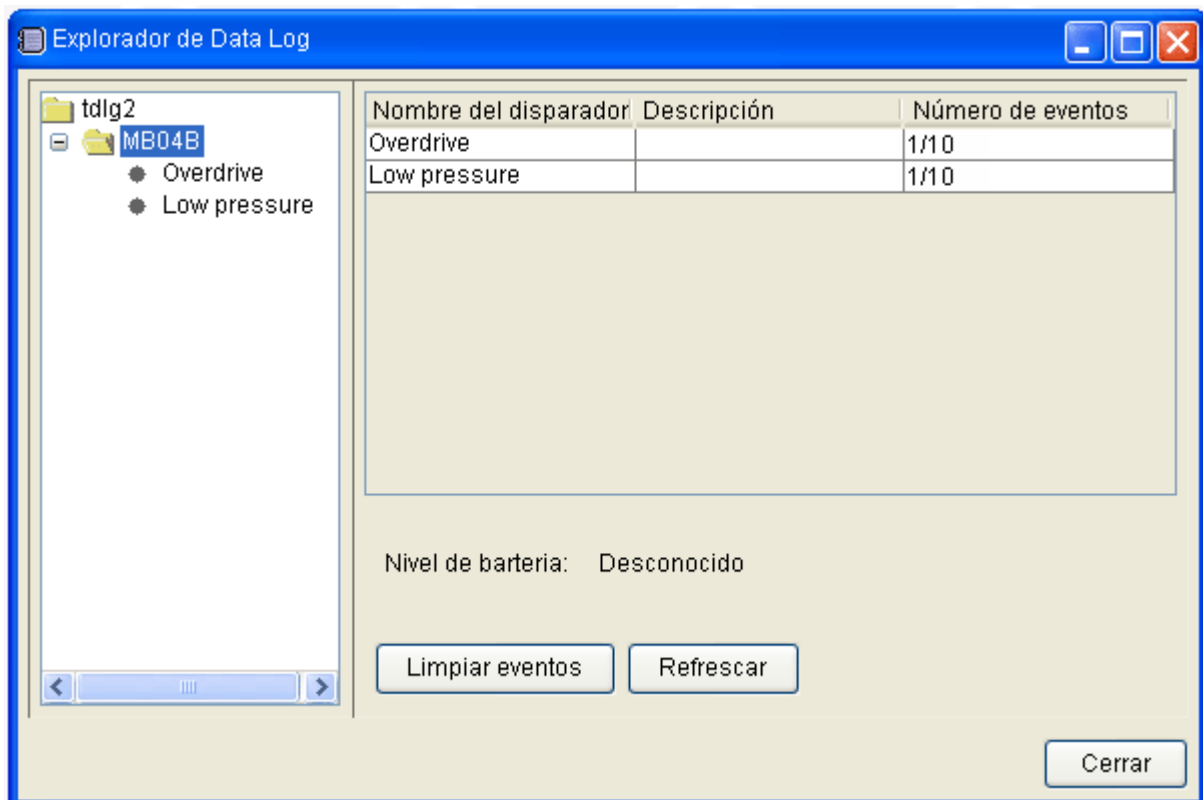 Explorador de Data Log
tdlg2
MB04B
Overdrive
Low pressure
Nombre del disparador Descripción Número de eventos
Overdrive 1/10
Low pressure 1/10
Nivel de barteria: Desconocido
Limpiar eventos Refrescar
Cerrar